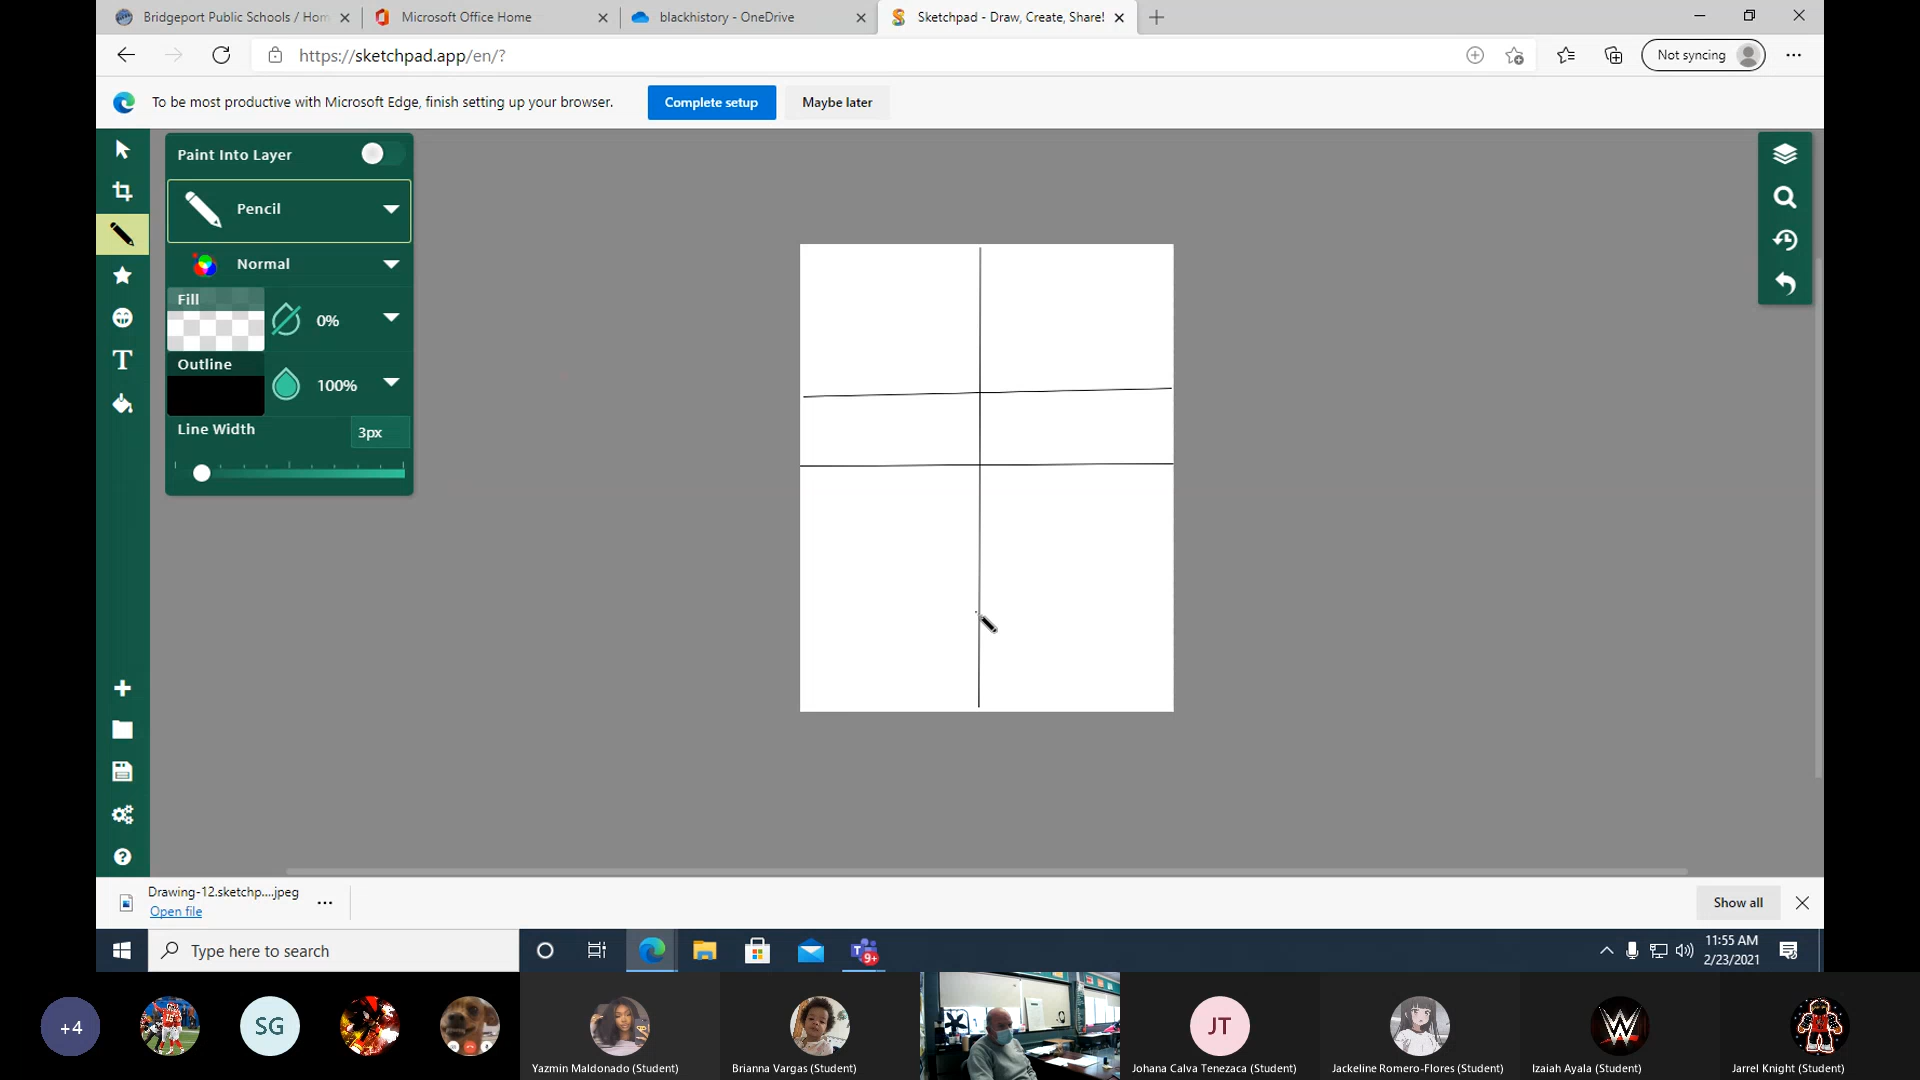 Bridgeport Public Schools / Hom
Microsoft Office Home
blackhistory - OneDrive
Sketchpad - Draw, Create, Share!
https://sketchpad.app/en/?
Not syncing
To be most productive with Microsoft Edge, finish setting up your browser.
Complete setup
Maybe later
Paint Into Layer
Pencil
Normal
Fill
0%
Outline
100%
Line Width
3px
T
?
Drawing-12.sketchp....jpeg
Open file
Show all
Type here to search
T
9+
11:55 AM
2/23/2021
+4
SG
JT
W
Yazmin Maldonado (Student)
Brianna Vargas (Student)
Johana Calva Tenezaca (Student)
Jackeline Romero-Flores (Student)
Izaiah Ayala (Student)
Jarrel Knight (Student)